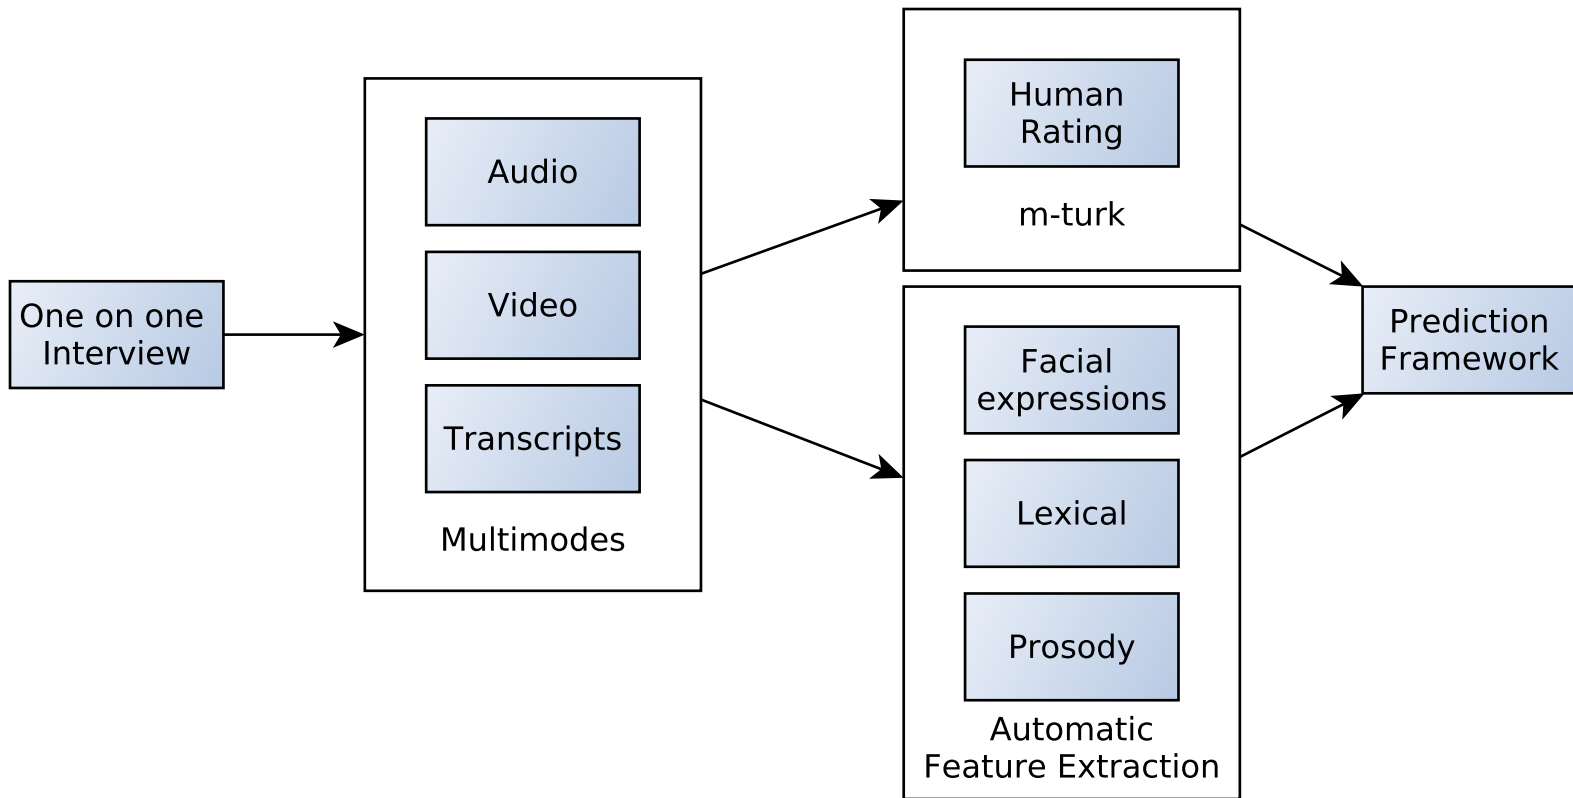 One on one
Interview
Audio
Video
Transcripts
Multimodes
Human
Rating
m-turk
Facial
expressions
Lexical
Prosody
Automatic
Feature Extraction
Prediction
Framework